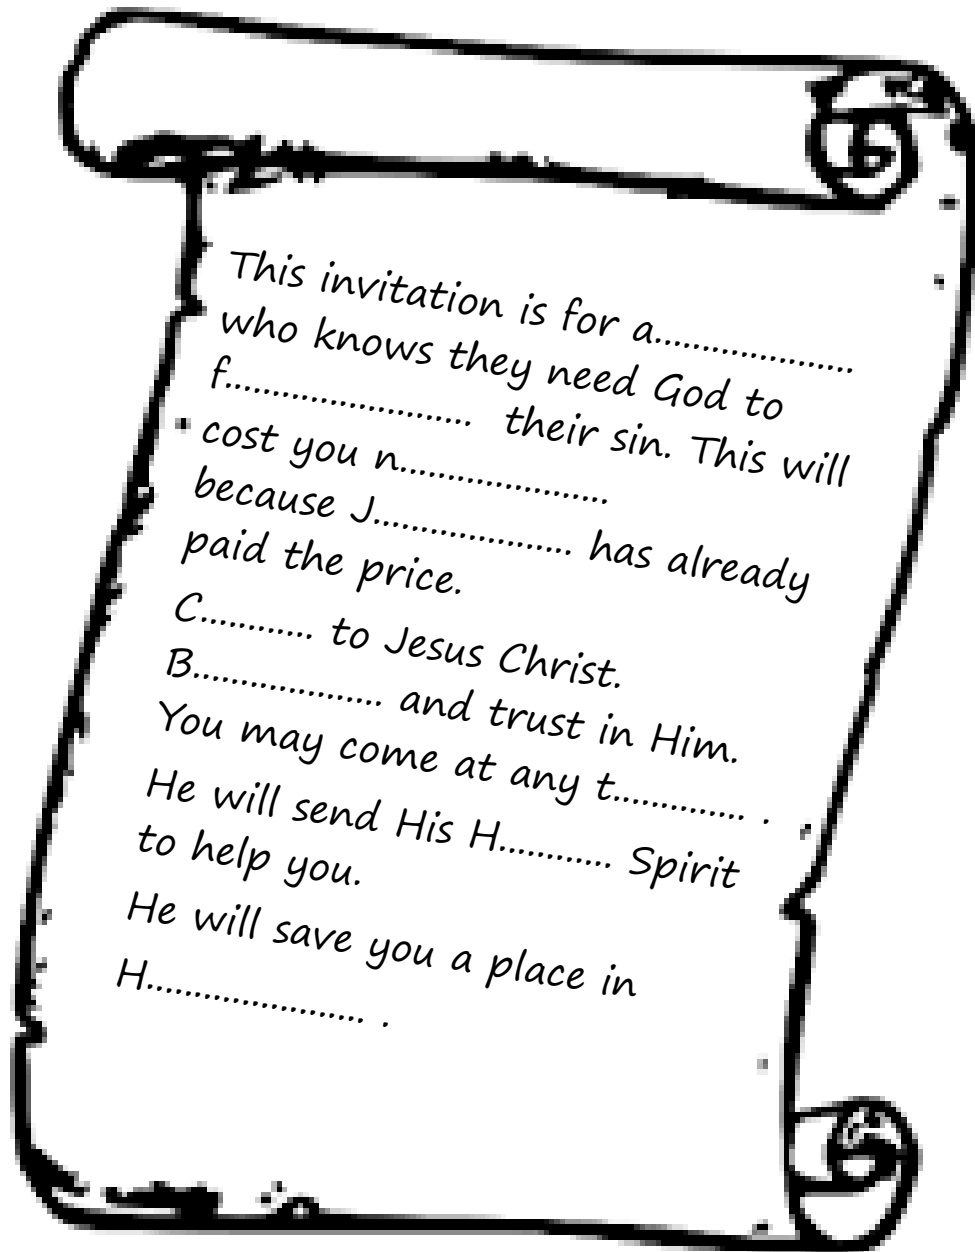 This invitation is for a.....................
who knows they need God to
f.......................... their sin. This will
cost you n......................
because J..................... has already
paid the price.
C............ to Jesus Christ.
B.................... and trust in Him.
You may come at any t.............. .
He will send His H............ Spirit
to help you.
He will save you a place in
H....................... .